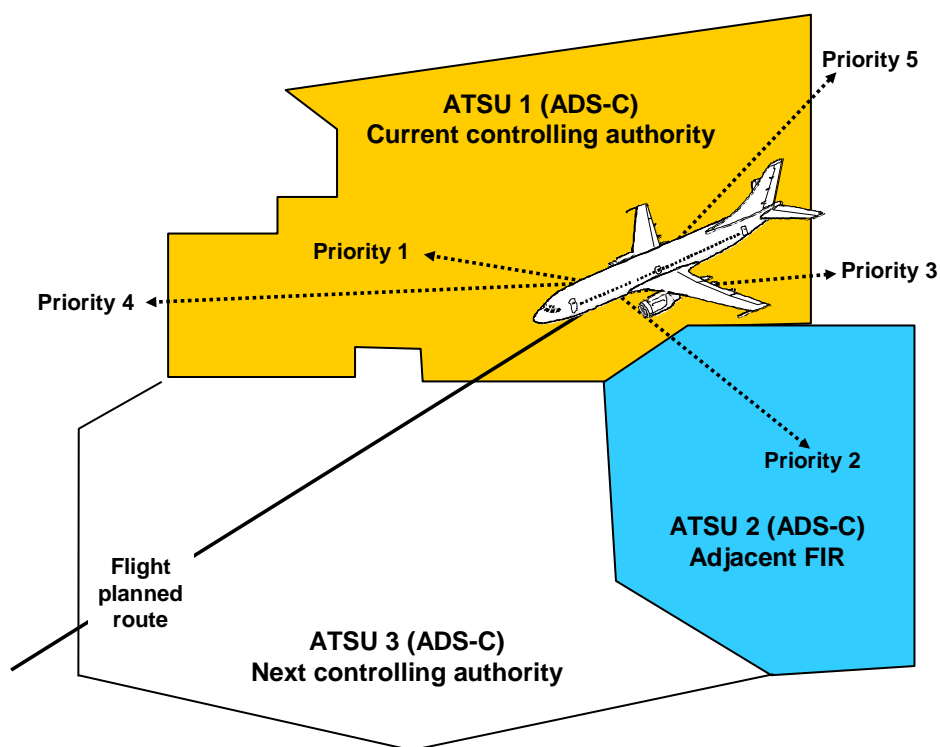 Priority 5
ATSU 1 (ADS-C)
Current controlling authority
Priority 1
Priority 3
Priority 4
Priority 2
ATSU 2 (ADS-C)
Adjacent FIR
Flight
planned
route
ATSU 3 (ADS-C)
Next controlling authority